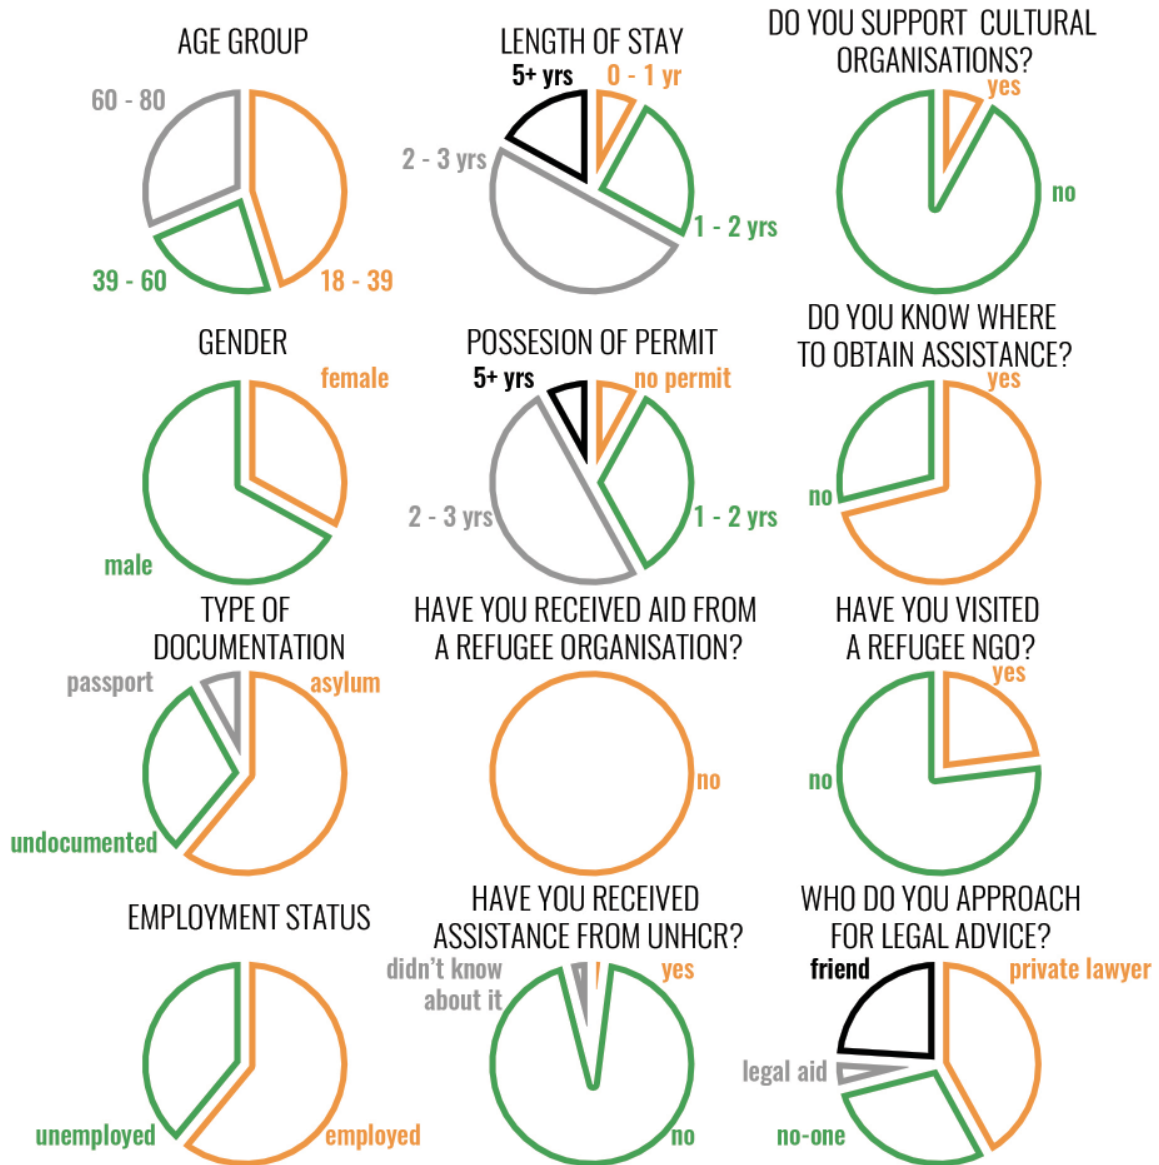 AGE GROUP
60 - 80
39 - 60
18 - 39
LENGTH OF STAY
5+ yrs
0 - 1 yr
2 - 3 yrs
1 - 2 yrs
DO YOU SUPPORT CULTURAL
ORGANISATIONS?
yes
no
GENDER
female
male
POSSESION OF PERMIT
5+ yrs
no permit
2 - 3 yrs
1 - 2 yrs
DO YOU KNOW WHERE
TO OBTAIN ASSISTANCE?
yes
no
TYPE OF
DOCUMENTATION
passport
asylum
undocumented
HAVE YOU RECEIVED AID FROM
A REFUGEE ORGANISATION?
no
HAVE YOU VISITED
A REFUGEE NGO?
yes
no
EMPLOYMENT STATUS
unemployed
employed
HAVE YOU RECEIVED
ASSISTANCE FROM UNHCR?
didn't know
about it
yes
no
WHO DO YOU APPROACH
FOR LEGAL ADVICE?
friend
private lawyer
legal aid
no-one